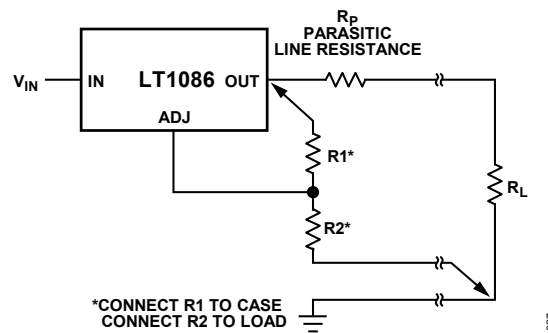 RP
PARASITIC
LINE RESISTANCE
VIN
IN
LT1086
OUT
ADJ
R1*
RL
R2*
*CONNECT R1 TO CASE
CONNECT R2 TO LOAD